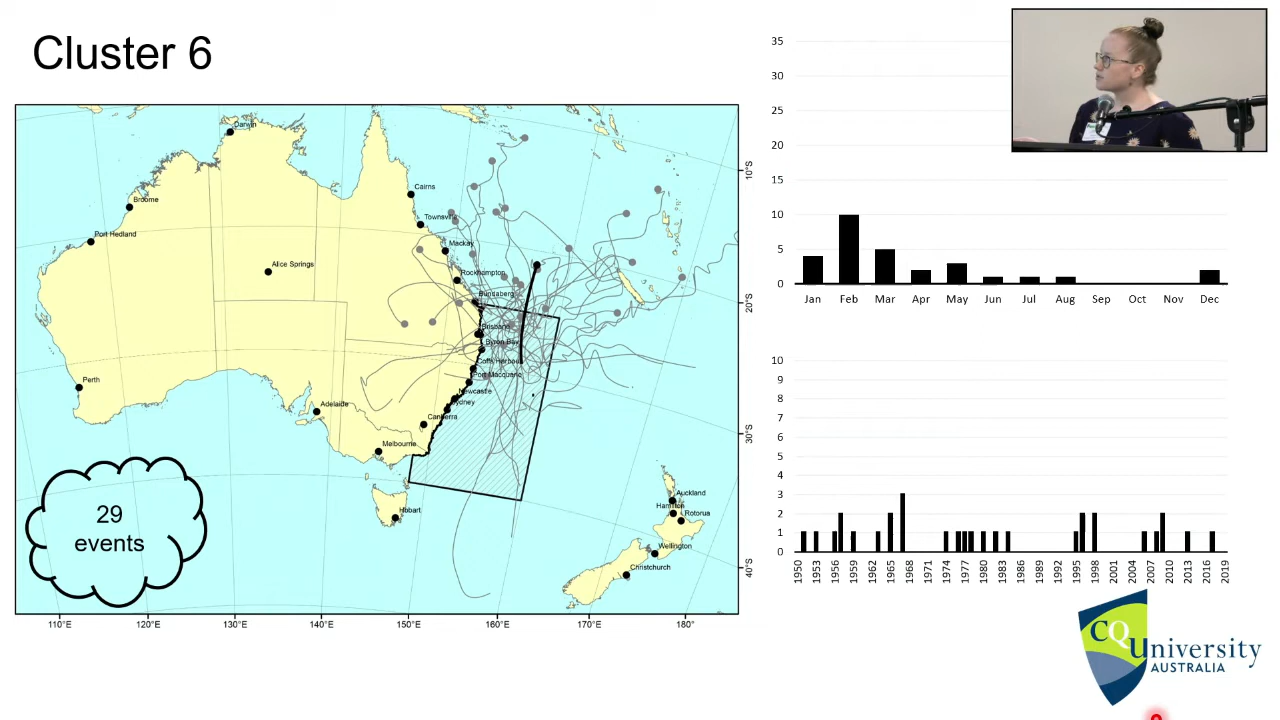 Cluster 6
Darwin
Broome
Port Hedland
Cairns
Townsville
Mackay
Alice Springs
Rockhampton
Bundaberg
Brisbane
Byron Bay
Coffs Harbour
Port Macquarie
Newcastle
Sydney
Canberra
Perth
Adelaide
Melbourne
Hobart
Auckland
Hamilton
Rotorua
Wellington
Christchurch
29
events
10°S
20°S
30°S
40°S
110°E
120°E
130°E
140°E
150°E
160°E
170°E
180°
35
30
25
20
15
10
5
0
Jan Feb Mar Apr May Jun Jul Aug Sep Oct Nov Dec
10
9
8
7
6
5
4
3
2
1
0
1950 1953 1956 1959 1962 1965 1968 1971 1974 1977 1980 1983 1986 1989 1992 1995 1998 2001 2004 2007 2010 2013 2016 2019
CQUniversity
AUSTRALIA